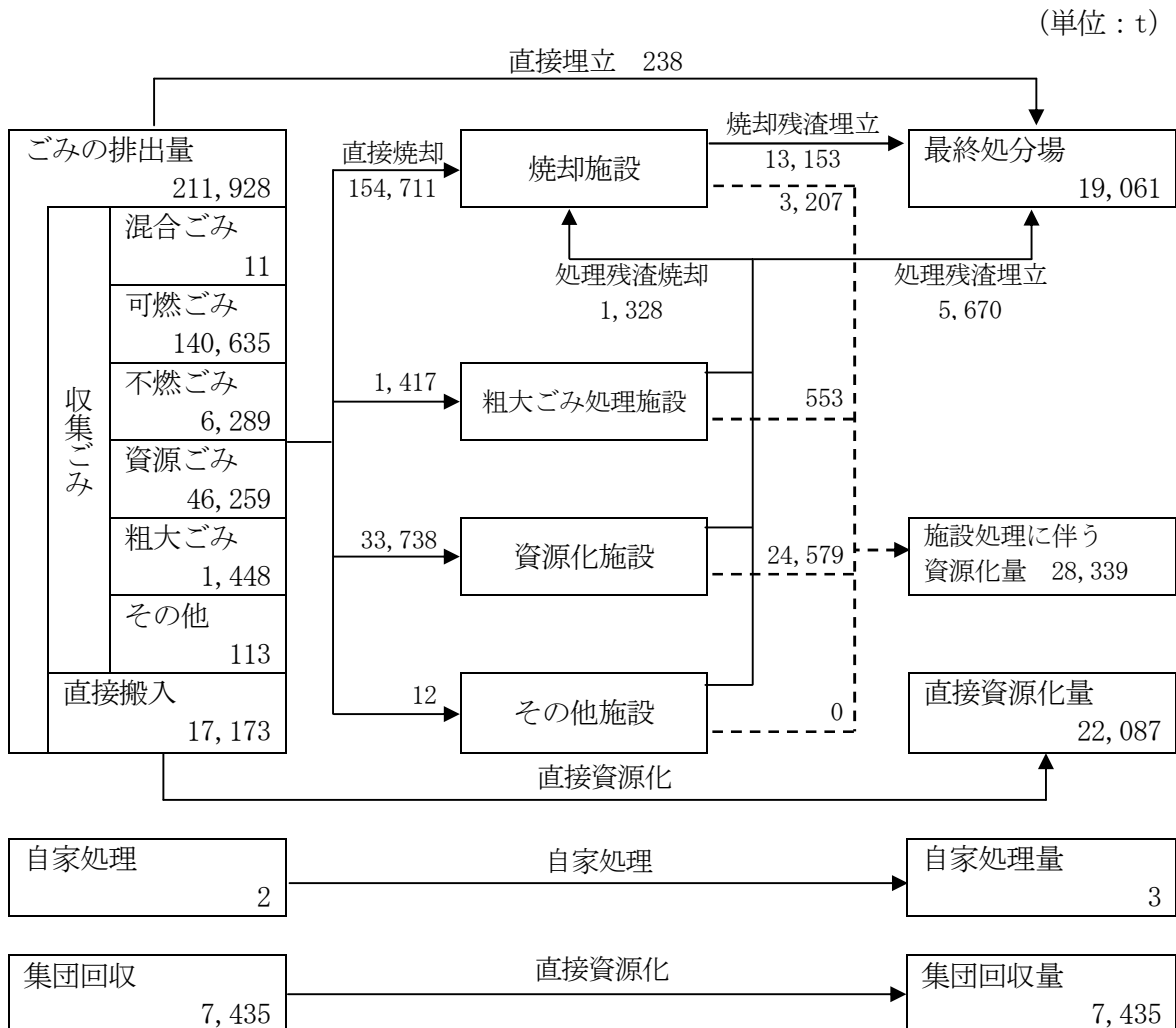 (単位:t)
直接埋立 238
ごみの排出量
211,928
収集ごみ
混合ごみ
11
可燃ごみ
140,635
不燃ごみ
6,289
資源ごみ
46,259
粗大ごみ
1,448
その他
113
直接搬入
17,173
直接焼却
154,711
1,417
33,738
12
焼却施設
焼却残渣埋立
13,153
3,207
最終処分場
19,061
処理残渣焼却
1,328
処理残渣埋立
5,670
粗大ごみ処理施設
553
資源化施設
24,579
施設処理に伴う
資源化量 28,339
その他施設
0
直接資源化量
22,087
直接資源化
自家処理
2
自家処理
自家処理量
3
集団回収
7,435
直接資源化
集団回収量
7,435